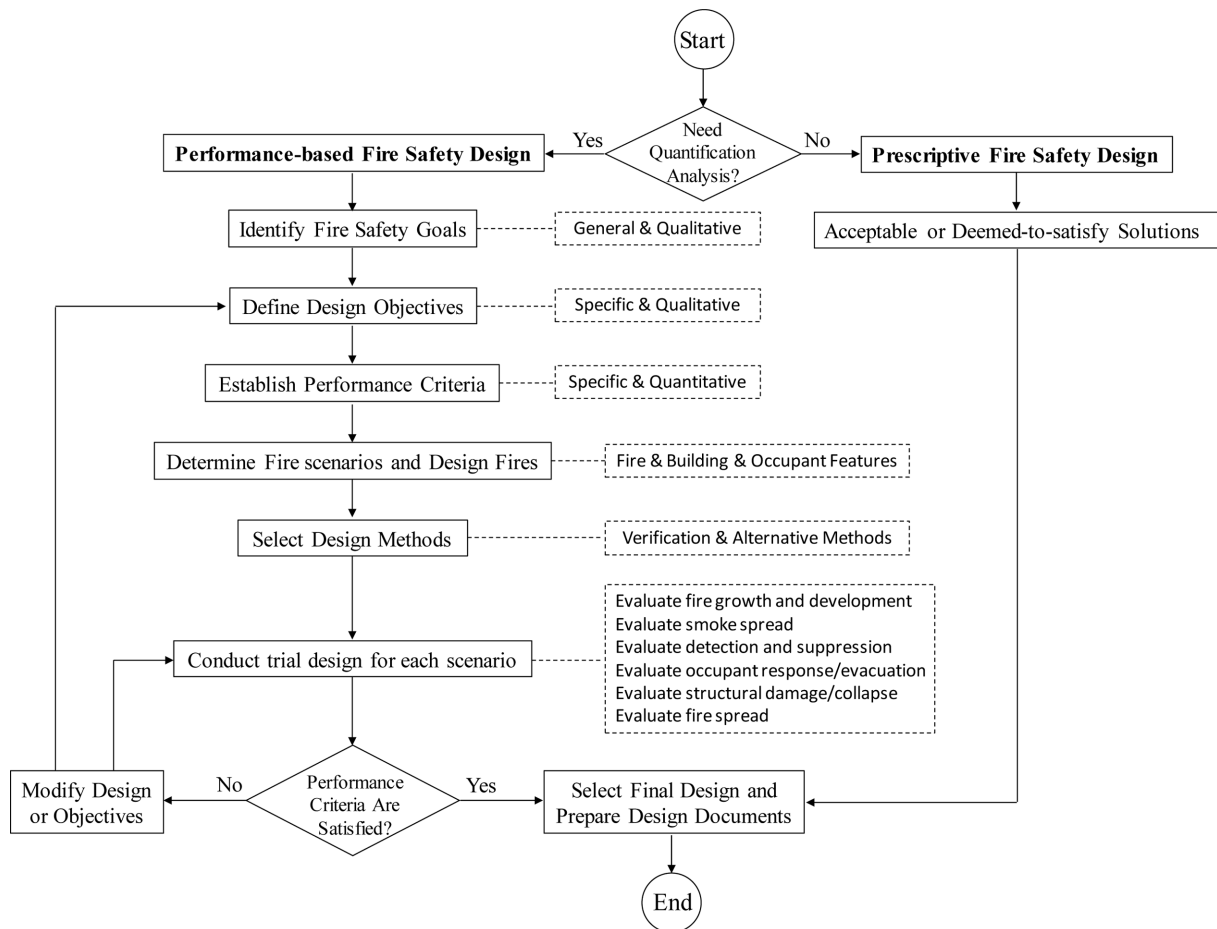 Start
Need
Quantification
Analysis?
Yes
No
Performance-based Fire Safety Design
Prescriptive Fire Safety Design
Identify Fire Safety Goals
General & Qualitative
Acceptable or Deemed-to-satisfy Solutions
Define Design Objectives
Specific & Qualitative
Establish Performance Criteria
Specific & Quantitative
Determine Fire scenarios and Design Fires
Fire & Building & Occupant Features
Select Design Methods
Verification & Alternative Methods
Conduct trial design for each scenario
Evaluate fire growth and development
Evaluate smoke spread
Evaluate detection and suppression
Evaluate occupant response/evacuation
Evaluate structural damage/collapse
Evaluate fire spread
Performance
Criteria Are
Satisfied?
No
Yes
Modify Design
or Objectives
Select Final Design and
Prepare Design Documents
End